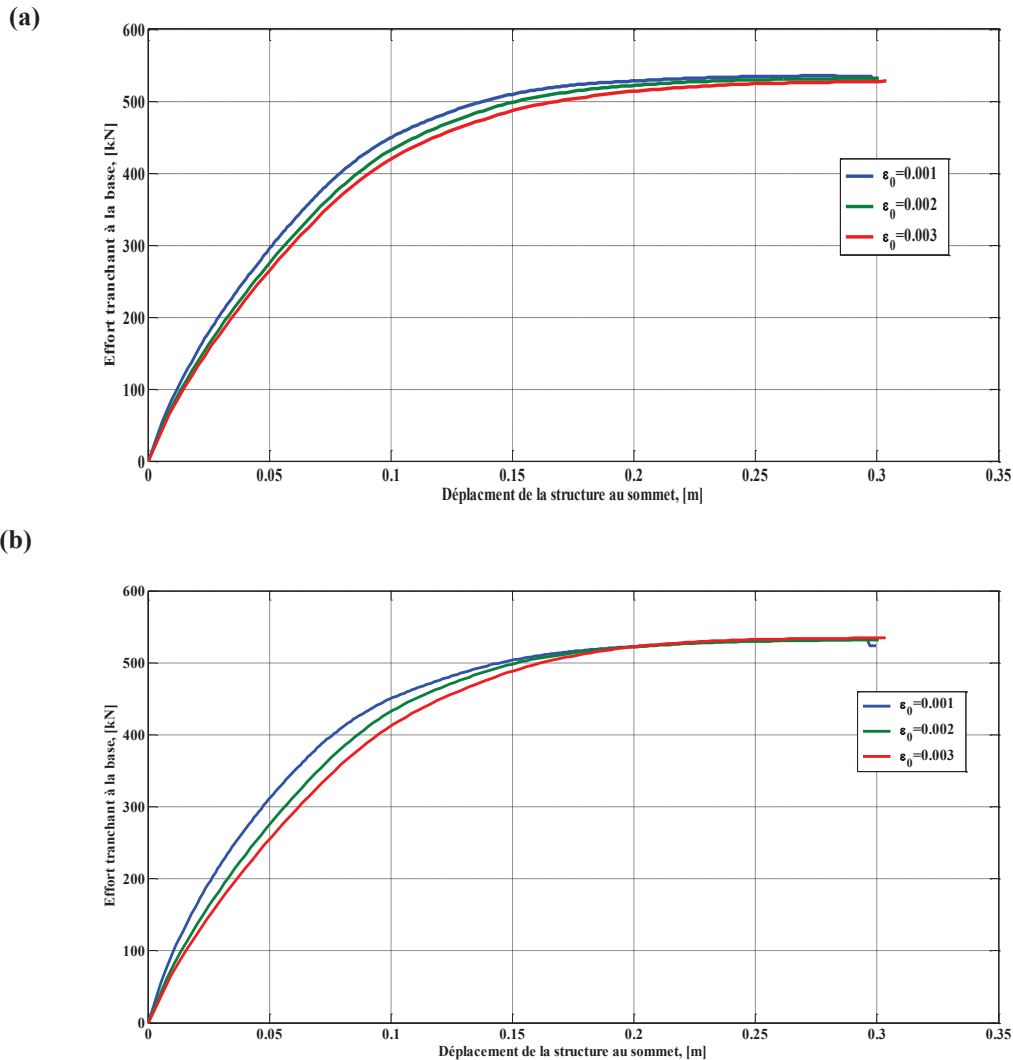 (a)
600
500
400
300
200
100
0
Effort tranchant à la base, [kN]
ε0=0.001
ε0=0.002
ε0=0.003
0 0.05 0.1 0.15 0.2 0.25 0.3 0.35
Déplacment de la structure au sommet, [m]
(b)
600
500
400
300
200
100
0
Effort tranchant à la base, [kN]
ε0=0.001
ε0=0.002
ε0=0.003
0 0.05 0.1 0.15 0.2 0.25 0.3 0.35
Déplacment de la structure au sommet, [m]